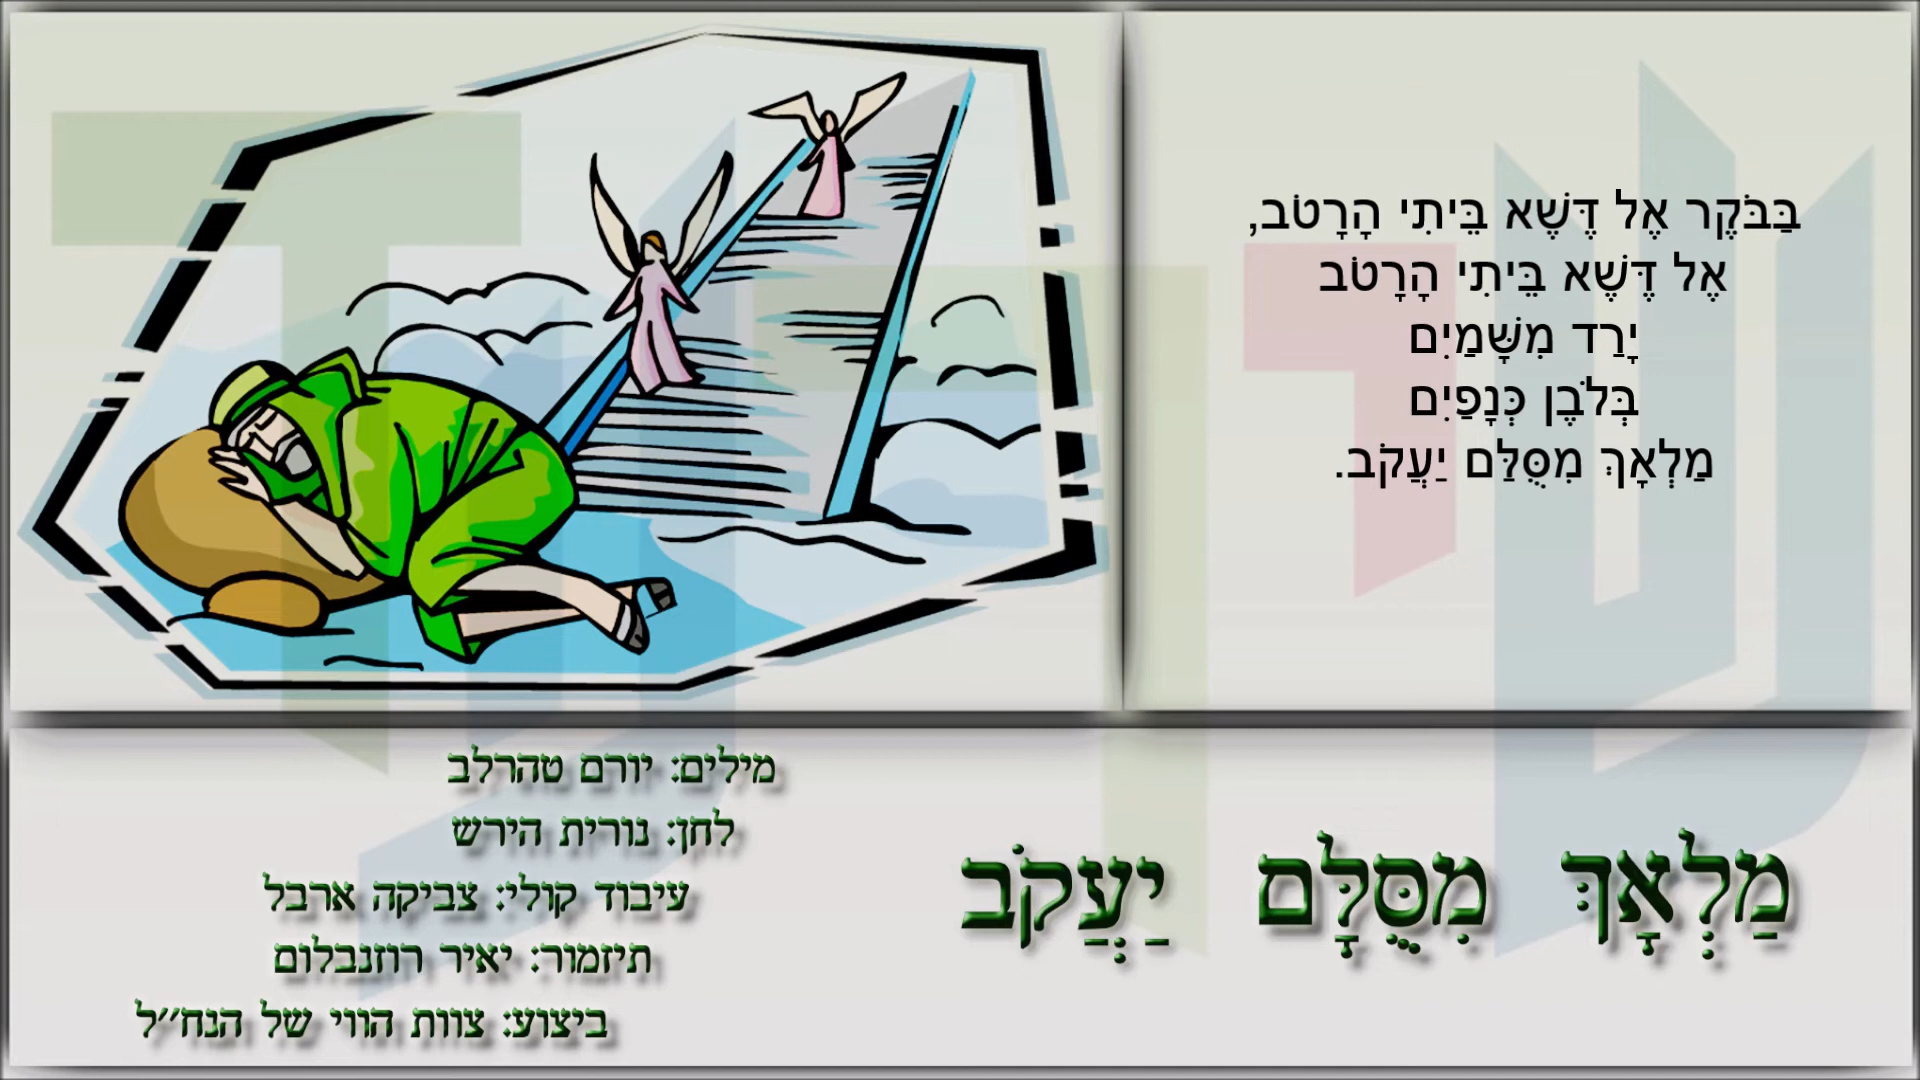 בַּבֹּקֶר אֶל דֶּשֶׁא בֵּיתִי הָרָטֹב,
אֶל דֶּשֶׁא בֵּיתִי הָרָטֹב
יָרַד מִשָּׁמַיִם
בְּלֹבֶן כְּנָפַיִם
מַלְאָךְ מִסֻּלַּם יַעֲקֹב.
מַלְאָךְ מִסֻּלָּם יַעֲקֹב
מילים: יורם טהרלב
לחן: נורית הירש
עיבוד קולי: צביקה ארבל
תיזמור: יאיר רוזנבלום
ביצוע: צוות הווי של הנח״ל